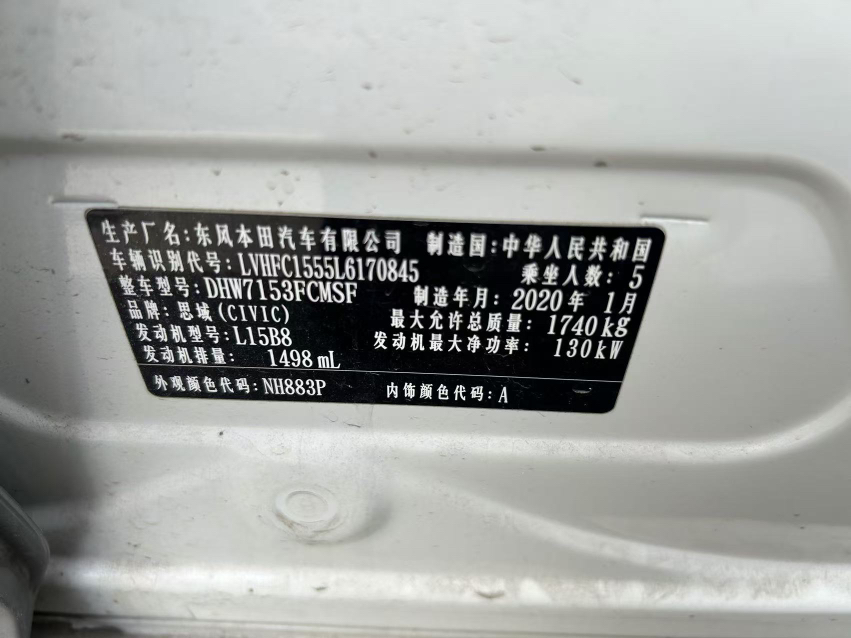 生产厂名:东风本田汽车有限公司 制造国:中华人民共和国
车辆识别代号:LVHFC1555L6170845 乘坐人数:5
整车型号:DHW7153FCMSF 制造年月:2020年 1月
品牌:思域(CIVIC) 最大允许总质量:1740kg
发动机型号:L15B8 发动机最大净功率:130kW
发动机排量: 1498 mL
外观颜色代码:NH883P 内饰颜色代码:A